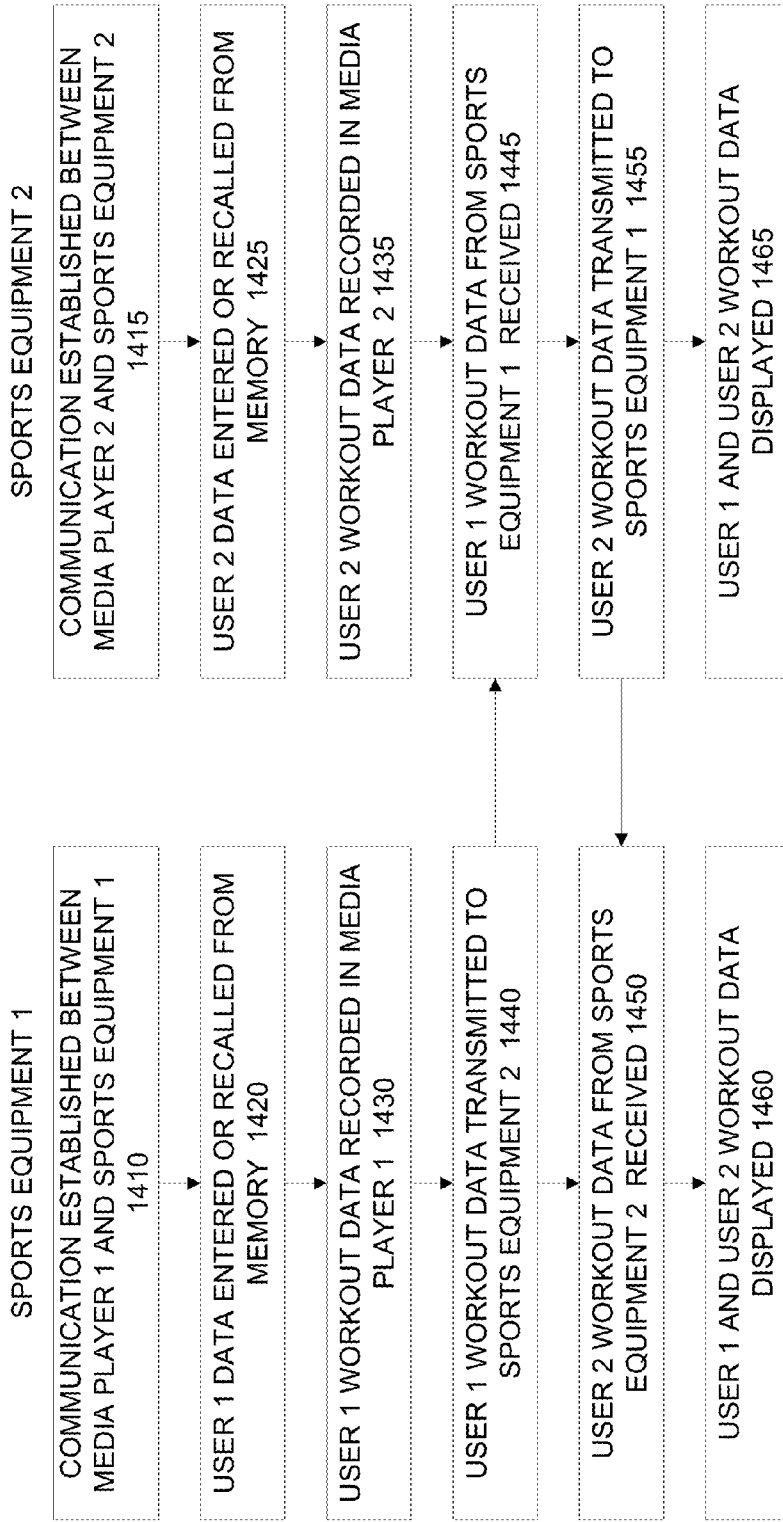 SPORTS EQUIPMENT 1
COMMUNICATION ESTABLISHED BETWEEN
MEDIA PLAYER 1 AND SPORTS EQUIPMENT 1
1410
USER 1 DATA ENTERED OR RECALLED FROM
MEMORY 1420
USER 1 WORKOUT DATA RECORDED IN MEDIA
PLAYER 1 1430
USER 1 WORKOUT DATA TRANSMITTED TO
SPORTS EQUIPMENT 2 1440
USER 2 WORKOUT DATA FROM SPORTS
EQUIPMENT 2 RECEIVED 1450
USER 1 AND USER 2 WORKOUT DATA
DISPLAYED 1460
SPORTS EQUIPMENT 2
COMMUNICATION ESTABLISHED BETWEEN
MEDIA PLAYER 2 AND SPORTS EQUIPMENT 2
1415
USER 2 DATA ENTERED OR RECALLED FROM
MEMORY 1425
USER 2 WORKOUT DATA RECORDED IN MEDIA
PLAYER 2 1435
USER 1 WORKOUT DATA FROM SPORTS
EQUIPMENT 1 RECEIVED 1445
USER 2 WORKOUT DATA TRANSMITTED TO
SPORTS EQUIPMENT 1 1455
USER 1 AND USER 2 WORKOUT DATA
DISPLAYED 1465